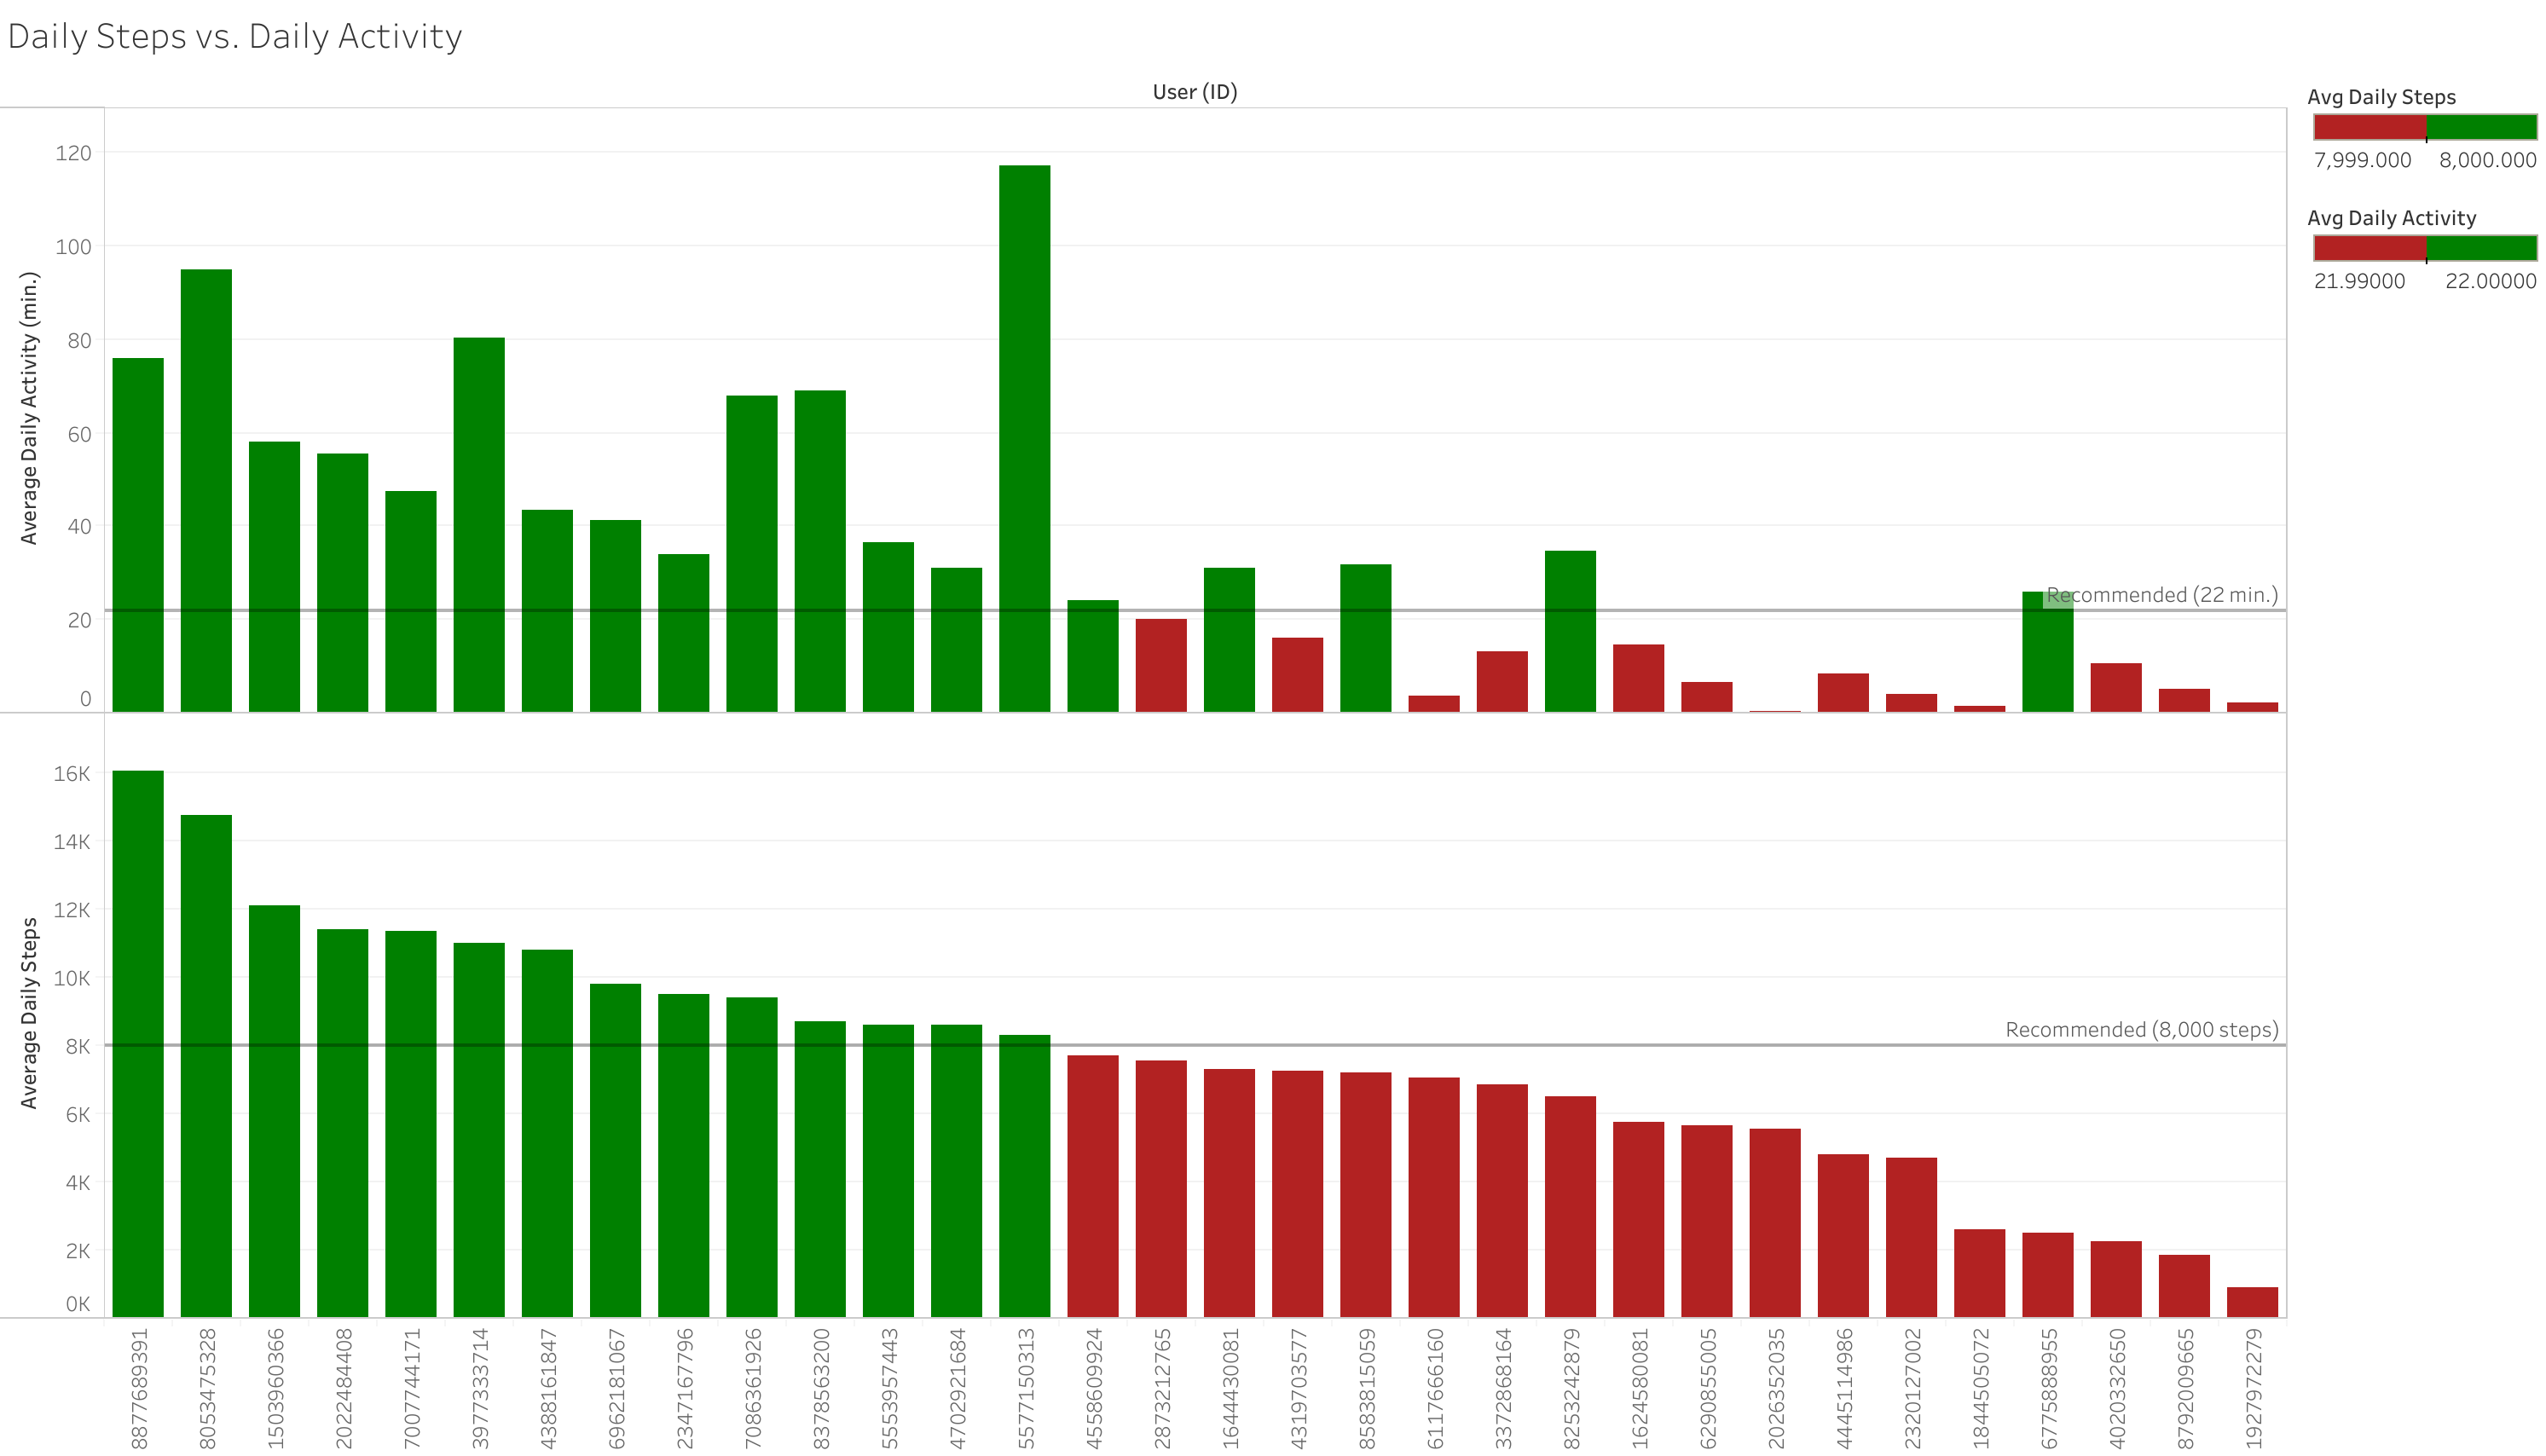 Daily Steps vs. Daily Activity
User (ID)
Avg Daily Steps
7,999.000 8,000.000
Avg Daily Activity
21.99000 22.00000
Average Daily Activity (min.)
120
100
80
60
40
20
0
Recommended (22 min.)
Average Daily Steps
16K
14K
12K
10K
8K
6K
4K
2K
0K
Recommended (8,000 steps)
8877689391
8053475328
1503960366
2022484408
7007744171
3977333714
4388161847
6962181067
2347167796
7086361926
8378563200
5553957443
4702921684
5577150313
4558609924
2873212765
1644430081
4319703577
8583815059
6117666160
3372868164
8253242879
1624580081
6290855005
2026352035
4445114986
2320127002
1844505072
6775888955
4020332650
8792009665
1927972279